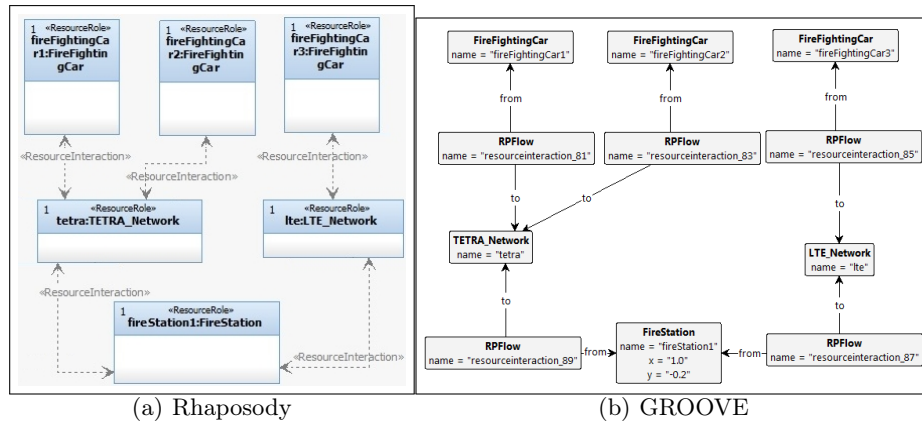 1 «ResourceRole»
fireFightingCa
r1:FireFightin
gCar
1 «ResourceRole»
fireFightingCa
r2:FireFightin
gCar
1 «ResourceRole»
fireFightingCa
r3:FireFightin
gCar
«ResourceInteraction»
«ResourceInteraction»
«ResourceInteraction»
1 «ResourceRole»
tetra:TETRA_Network
1 «ResourceRole»
lte:LTE_Network
«ResourceInteraction»
«ResourceInteraction»
1 «ResourceRole»
fireStation1:FireStation
(a) Rhapsody
FireFightingCar
name = "fireFightingCar1"
FireFightingCar
name = "fireFightingCar2"
FireFightingCar
name = "fireFightingCar3"
from
from
from
RPFlow
name = "resourceinteraction_81"
RPFlow
name = "resourceinteraction_83"
RPFlow
name = "resourceinteraction_85"
to
to
to
TETRA_Network
name = "tetra"
LTE_Network
name = "lte"
to
to
RPFlow
name = "resourceinteraction_89"
from
FireStation
name = "fireStation1"
x = "1.0"
y = "-0.2"
from
RPFlow
name = "resourceinteraction_87"
(b) GROOVE